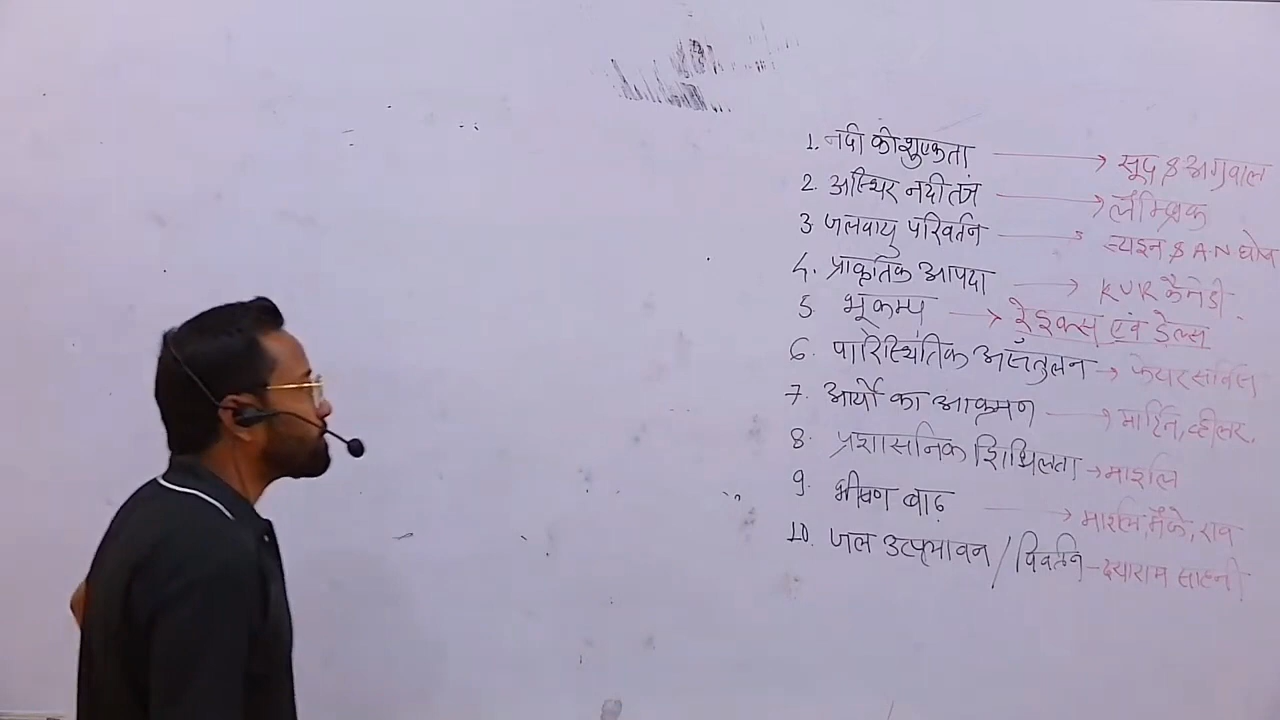 1. नदी की शुष्कता → सूद & अग्रवाल
2. अस्थिर नदीतंत्र → लैम्ब्रिक
3. जलवायु परिवर्तन → स्टाइन & A.N घोष
4. प्राकृतिक आपदा → K.U.R कैनेडी
5. भूकम्प → रेइक्स एवं डेल्स
6. पारिस्थितिक असंतुलन → फेयर सर्विस
7. आर्यों का आक्रमण → मार्टिन, व्हीलर.
8. प्रशासनिक शिथिलता → मार्शल
9. भीषण बाढ़ → मार्शल, मैके, राव
10. जल उत्प्लावन / विवर्तन - दयाराम साहनी